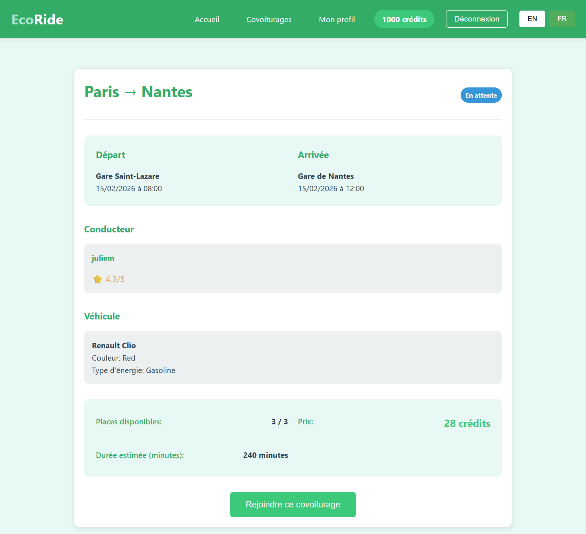 EcoRide
Accueil Covoiturages Mon profil 1000 crédits Déconnexion EN FR
Paris → Nantes
En attente
Départ Arrivée
Gare Saint-Lazare Gare de Nantes
15/02/2026 à 08:00 15/02/2026 à 12:00
Conducteur
juliem
4.3/5
Véhicule
Renault Clio
Couleur: Red
Type d'énergie: Gasoline
Places disponibles: 3 / 3 Prix: 28 crédits
Durée estimée (minutes): 240 minutes
Rejoindre ce covoiturage